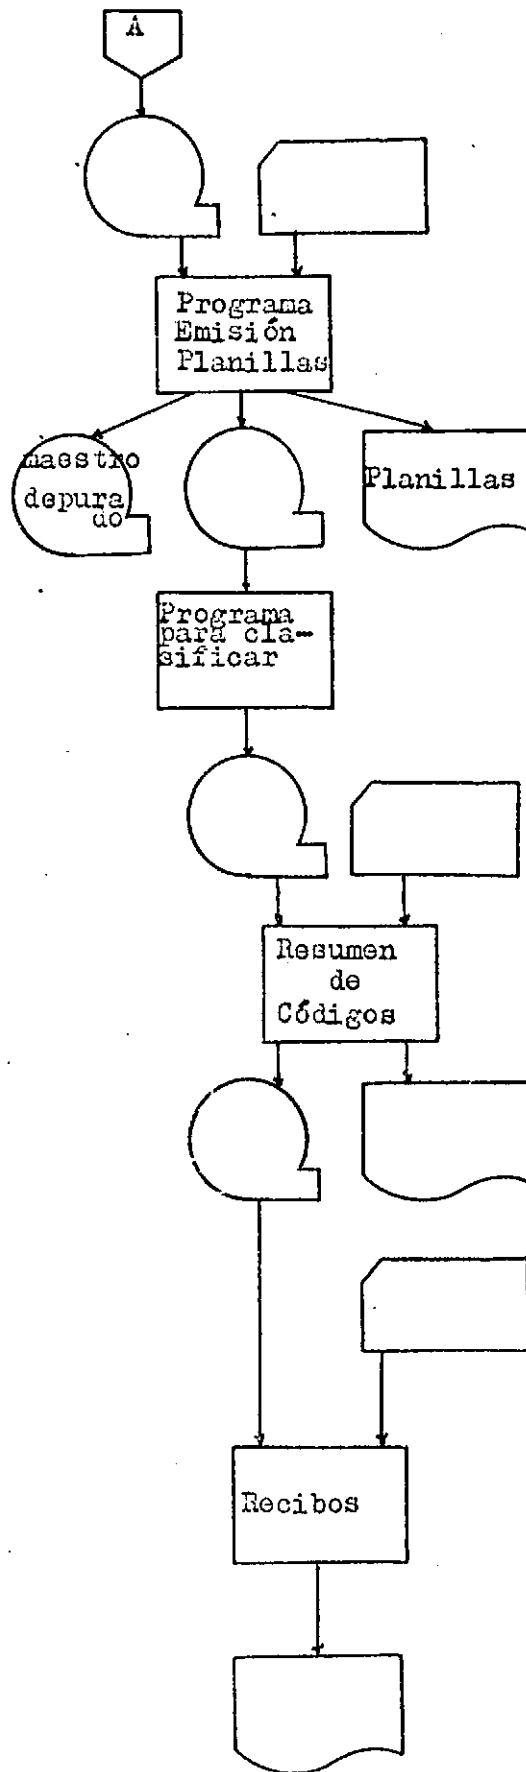 A
Programa
Emisión
Planillas
maestro
depura
do
Planillas
Programa
para cla-
sificar
Resumen
de
Códigos
Recibos